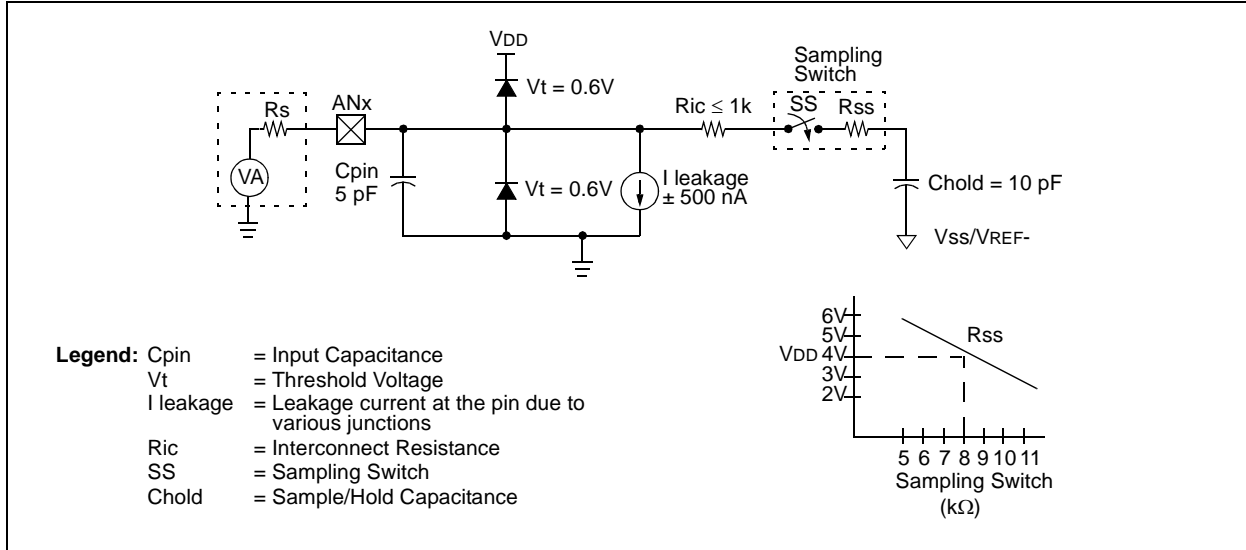 VDD
Sampling
Switch
Vt = 0.6V
Rs
ANx
Ric ≤ 1k
SS
Rss
VA
Cpin
5 pF
Vt = 0.6V
I leakage
± 500 nA
Chold = 10 pF
Vss/VREF-
Legend: Cpin = Input Capacitance
Vt = Threshold Voltage
I leakage = Leakage current at the pin due to
various junctions
Ric = Interconnect Resistance
SS = Sampling Switch
Chold = Sample/Hold Capacitance
6V
5V
VDD 4V
3V
2V
Rss
5 6 7 8 9 10 11
Sampling Switch
(kΩ)